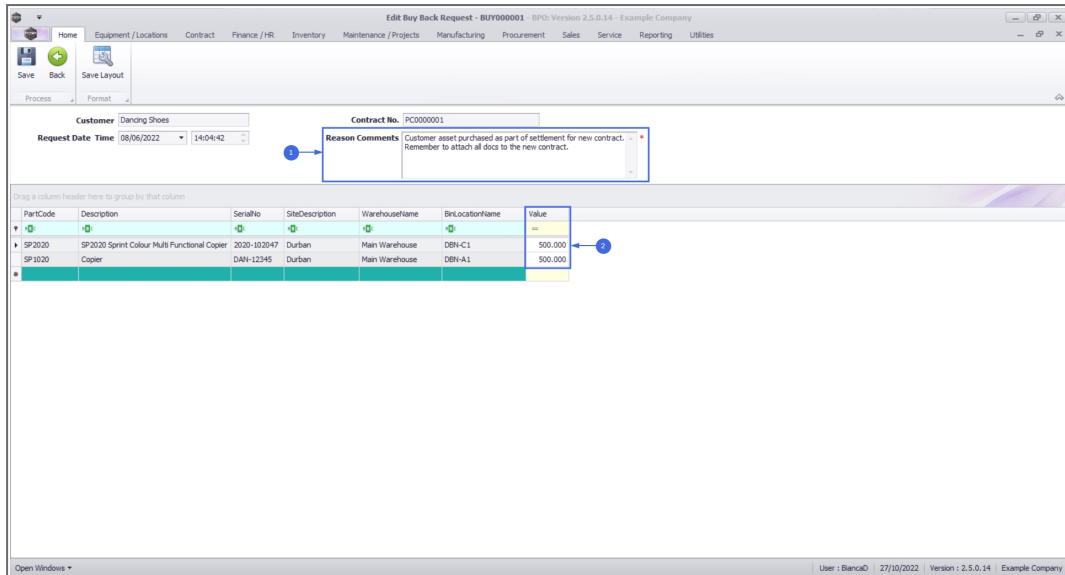 Edit Buy Back Request - BUY000001 - BPO: Version 2.5.0.14 - Example Company
Home Equipment / Locations Contract Finance / HR Inventory Maintenance / Projects Manufacturing Procurement Sales Service Reporting Utilities
Save Back Save Layout
Process Format
Customer Dancing Shoes Contract No. PC0000001
Request Date Time 08/06/2022 14:04:42 Reason Comments Customer asset purchased as part of settlement for new contract. *
Remember to attach all docs to the new contract.
1
Drag a column header here to group by that column
PartCode Description SerialNo SiteDescription WarehouseName BinLocationName Value
=
SP2020 SP2020 Sprint Colour Multi Functional Copier 2020-102047 Durban Main Warehouse DBN-C1 500.000 2
SP1020 Copier DAN-12345 Durban Main Warehouse DBN-A1 500.000
Open Windows User : BiancaD 27/10/2022 Version : 2.5.0.14 Example Company